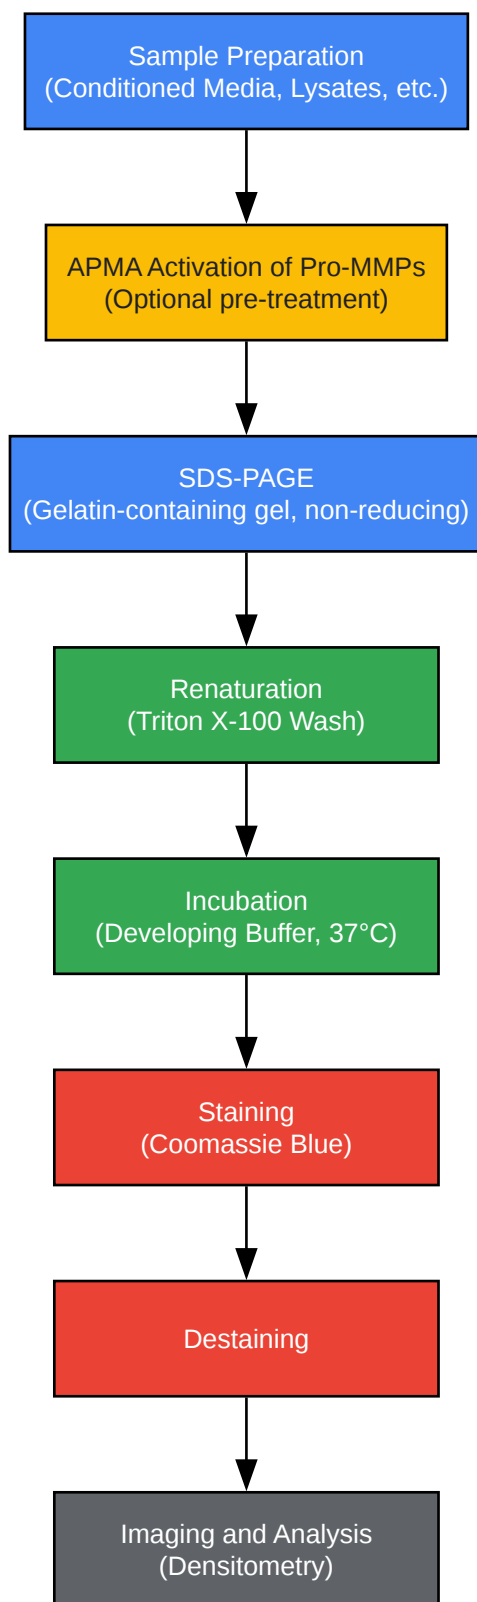 Sample Preparation
(Conditioned Media, Lysates, etc.)
APMA Activation of Pro-MMPs
(Optional pre-treatment)
SDS-PAGE
(Gelatin-containing gel, non-reducing)
Renaturation
(Triton X-100 Wash)
Incubation
(Developing Buffer, 37°C)
Staining
(Coomassie Blue)
Destaining
Imaging and Analysis
(Densitometry)